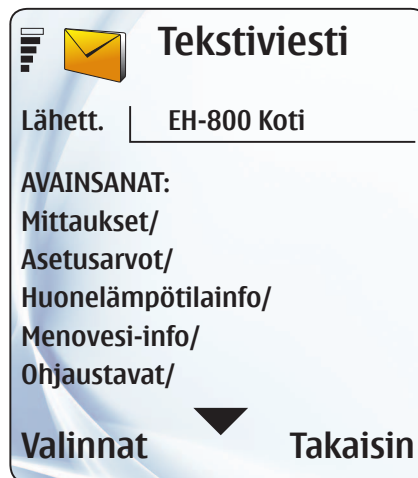 Tekstiviesti
Lähett. EH-800 Koti
AVAINSANAT:
Mittaukset/
Asetusarvot/
Huonelämpötilainfo/
Menovesi-info/
Ohjaustavat/
Valinnat Takaisin